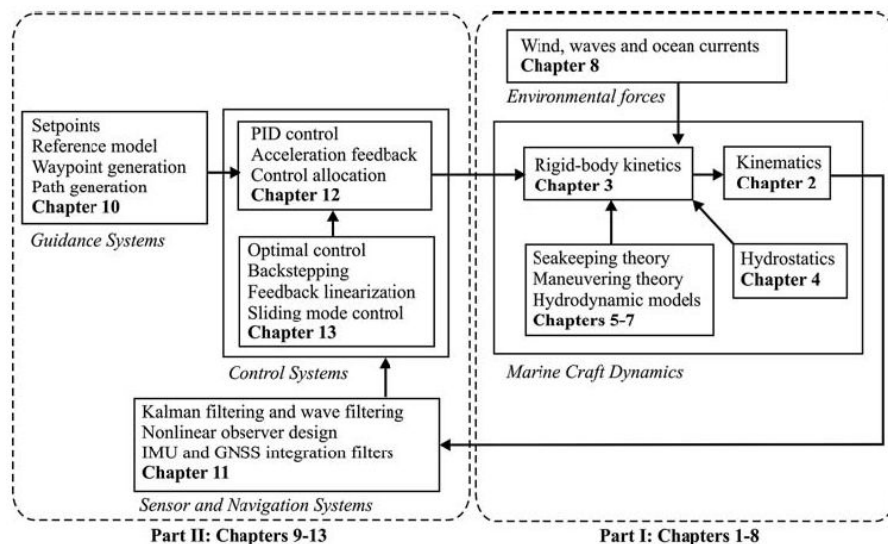 Wind, waves and ocean currents
Chapter 8
Environmental forces
Setpoints
Reference model
Waypoint generation
Path generation
Chapter 10
Guidance Systems
PID control
Acceleration feedback
Control allocation
Chapter 12
Optimal control
Backstepping
Feedback linearization
Sliding mode control
Chapter 13
Control Systems
Rigid-body kinetics
Chapter 3
Kinematics
Chapter 2
Seakeeping theory
Maneuvering theory
Hydrodynamic models
Chapters 5-7
Hydrostatics
Chapter 4
Marine Craft Dynamics
Kalman filtering and wave filtering
Nonlinear observer design
IMU and GNSS integration filters
Chapter 11
Sensor and Navigation Systems
Part II: Chapters 9-13
Part I: Chapters 1-8